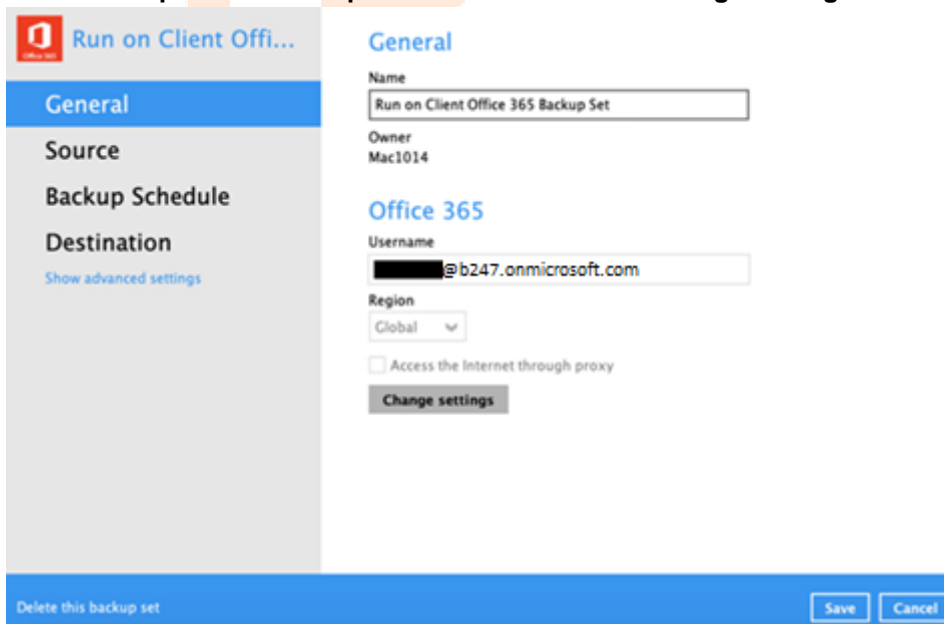 Run on Client Offi...
General
Source
Backup Schedule
Destination
Show advanced settings
General
Name
Run on Client Office 365 Backup Set
Owner
Mac1014
Office 365
Username
@b247.onmicrosoft.com
Region
Global
Access the Internet through proxy
Change settings
Delete this backup set
Save
Cancel